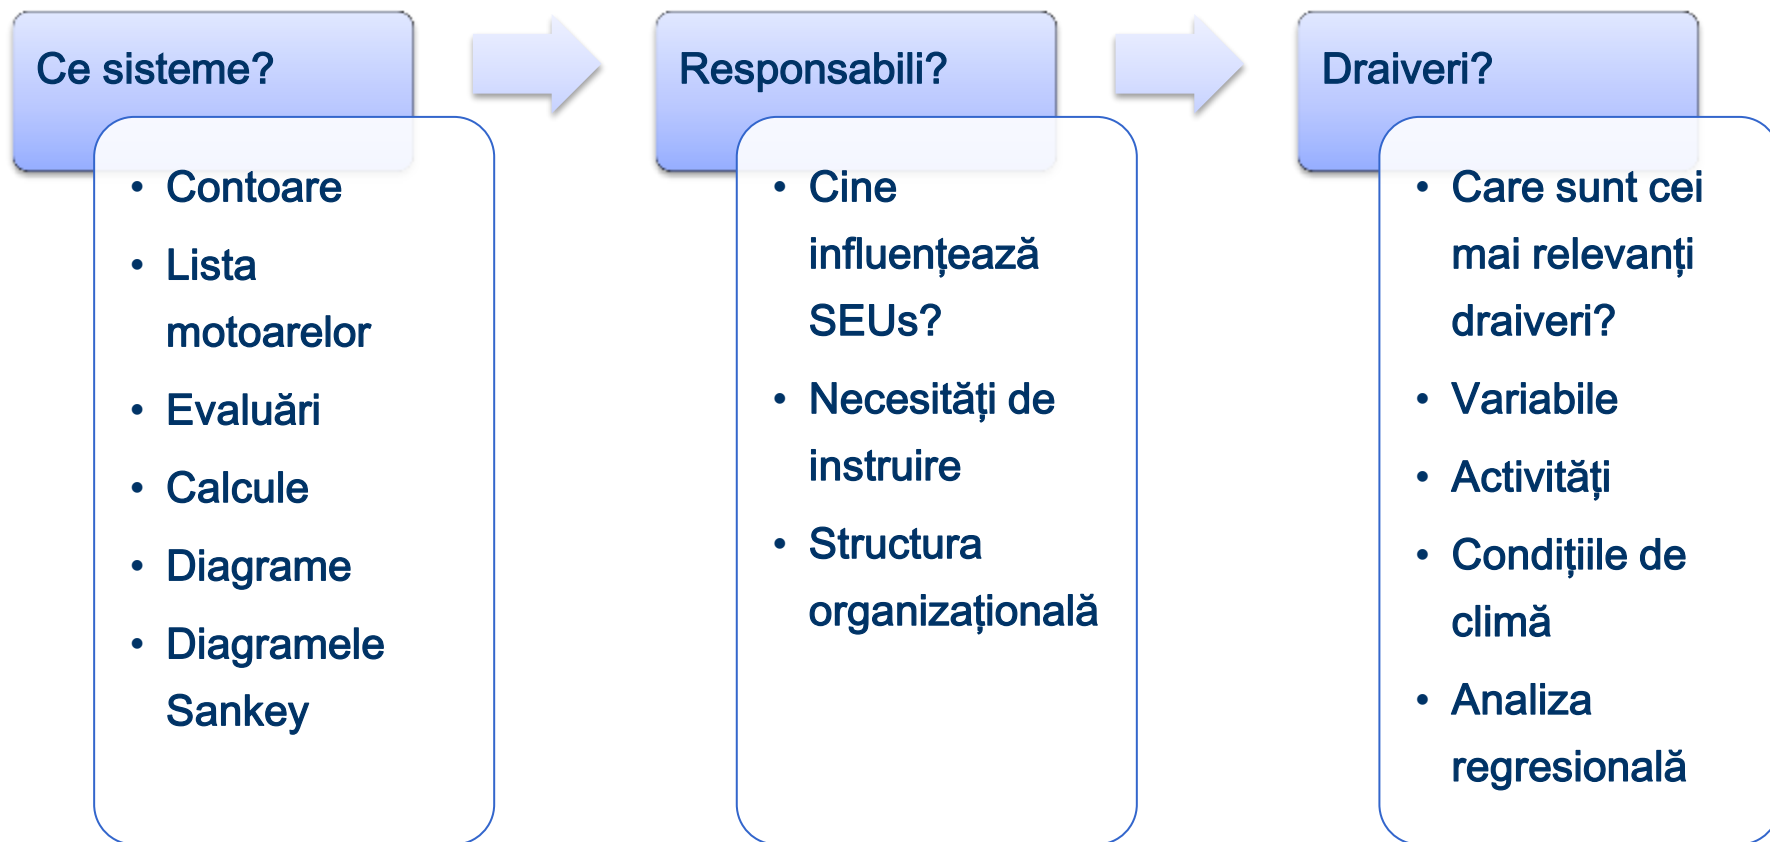 Ce sisteme?
• Contoare
• Lista
motoarelor
• Evaluări
• Calcule
• Diagrame
• Diagramele
Sankey
Responsabili?
• Cine
influențează
SEUs?
• Necesități de
instruire
• Structura
organizațională
Draiveri?
• Care sunt cei
mai relevanți
draiveri?
• Variabile
• Activități
• Condițiile de
climă
• Analiza
regresională